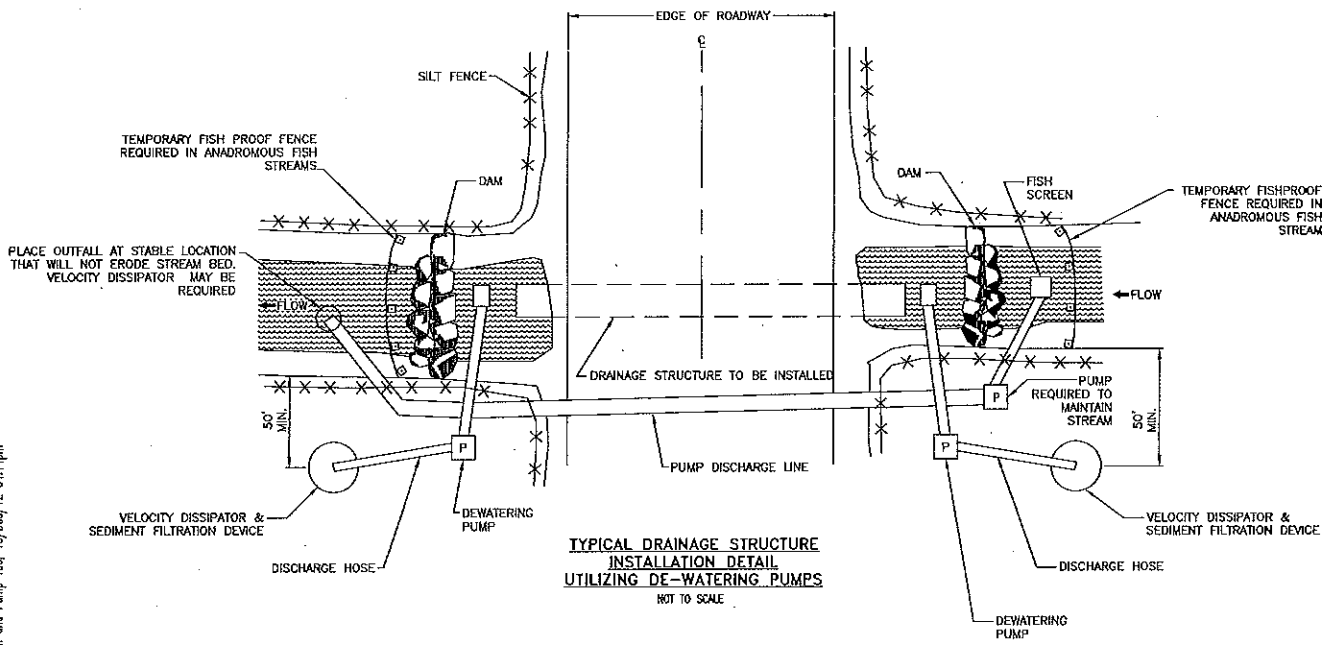 EDGE OF ROADWAY
℄
SILT FENCE
TEMPORARY FISH PROOF FENCE
REQUIRED IN ANADROMOUS FISH
STREAMS
DAM
DAM
FISH
SCREEN
TEMPORARY FISHPROOF
FENCE REQUIRED IN
ANADROMOUS FISH
STREAM
PLACE OUTFALL AT STABLE LOCATION
THAT WILL NOT ERODE STREAM BED.
VELOCITY DISSIPATOR MAY BE
REQUIRED
FLOW
FLOW
DRAINAGE STRUCTURE TO BE INSTALLED
PUMP
REQUIRED TO
MAINTAIN
STREAM
P
50'
MIN.
50'
MIN.
P
P
PUMP DISCHARGE LINE
VELOCITY DISSIPATOR &
SEDIMENT FILTRATION DEVICE
DEWATERING
PUMP
VELOCITY DISSIPATOR &
SEDIMENT FILTRATION DEVICE
DISCHARGE HOSE
DISCHARGE HOSE
TYPICAL DRAINAGE STRUCTURE
INSTALLATION DETAIL
UTILIZING DE-WATERING PUMPS
NOT TO SCALE
DEWATERING
PUMP